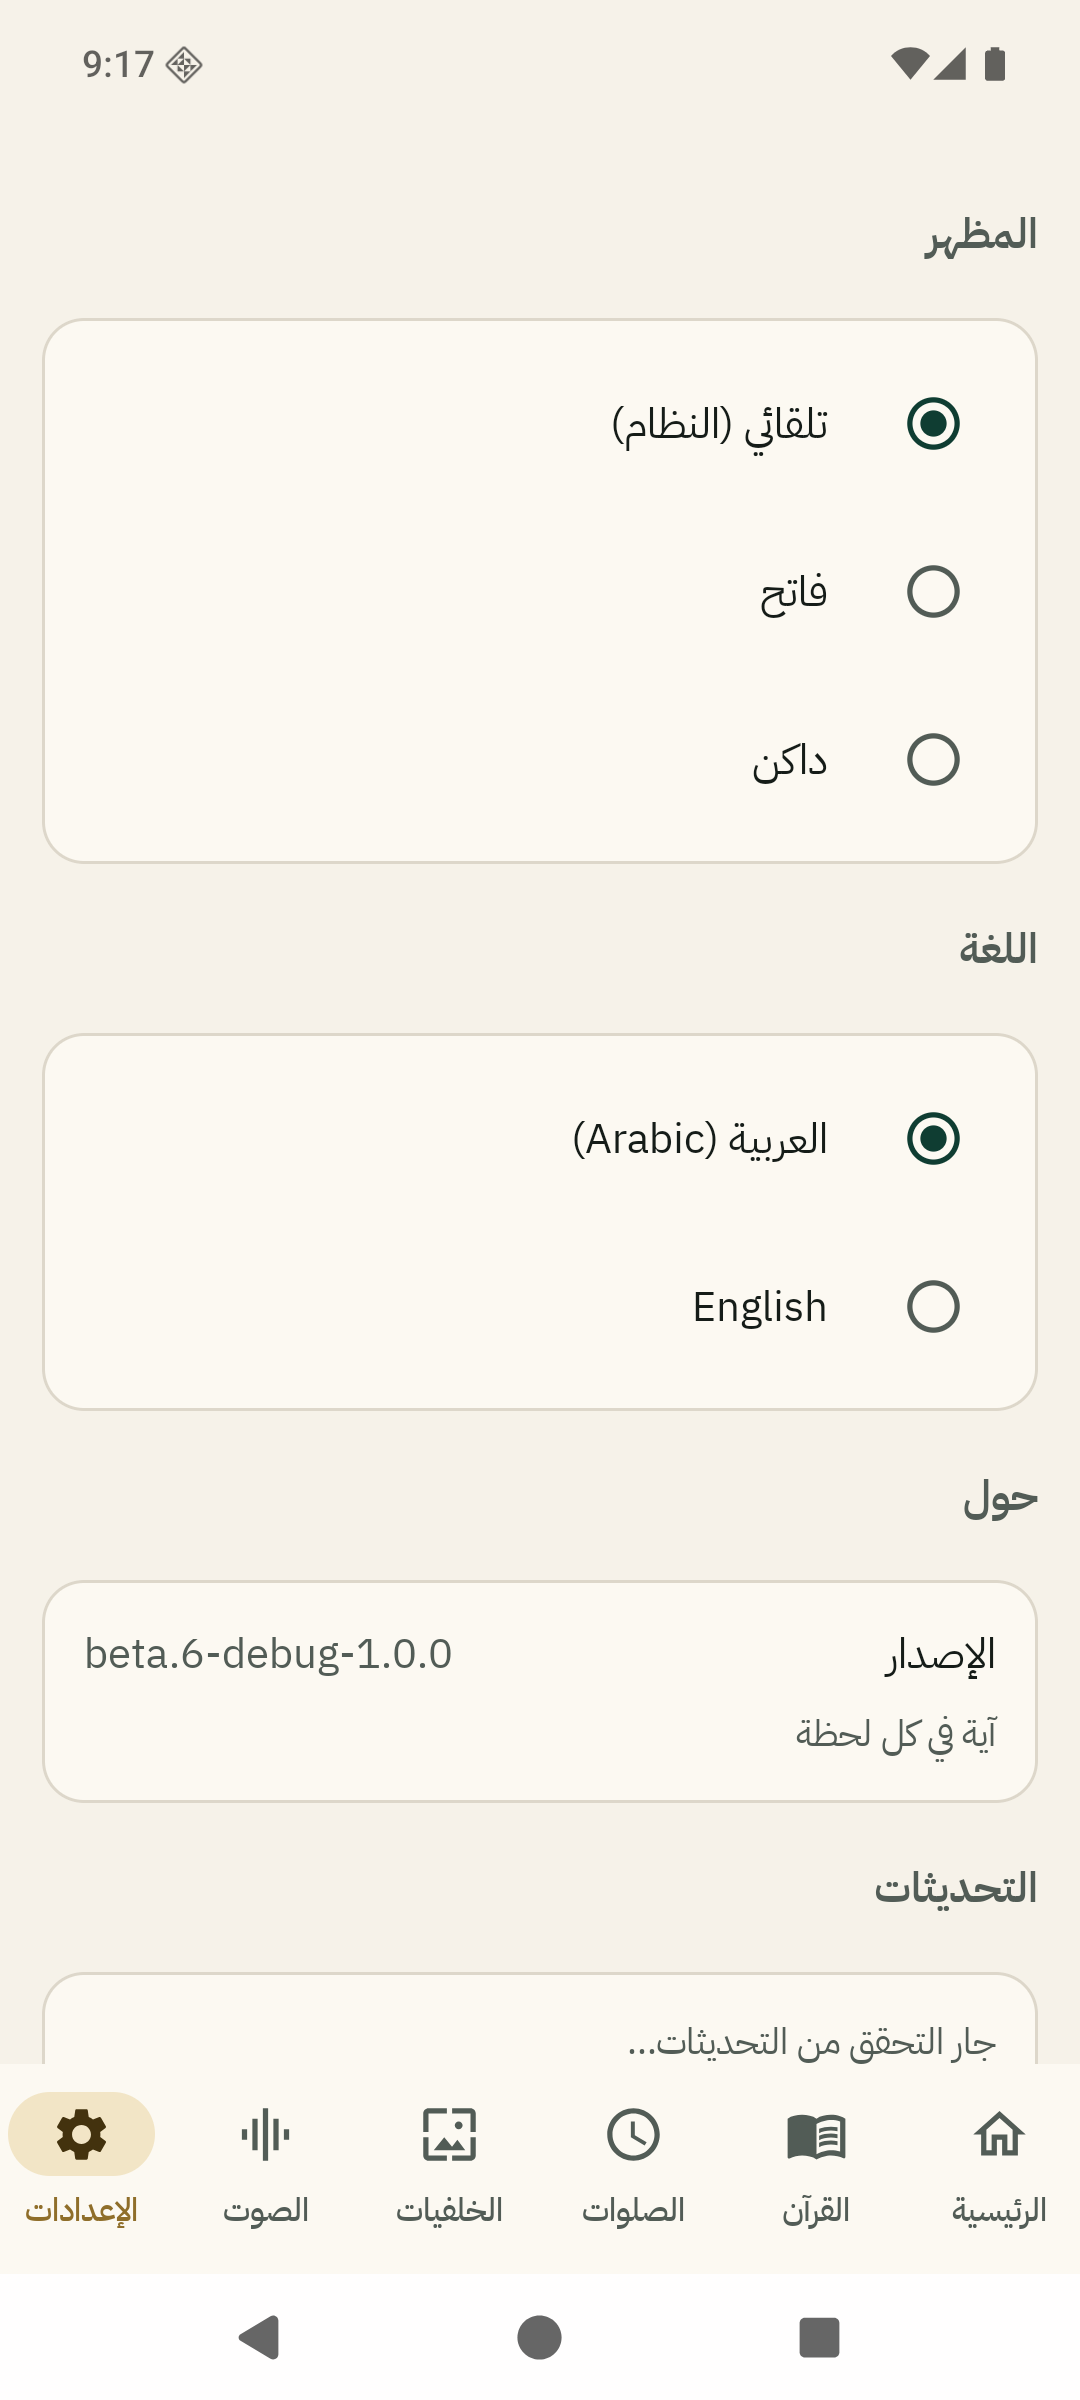 9:17
المظهر
تلقائي (النظام)
فاتح
داكن
اللغة
العربية (Arabic)
English
حول
الإصدار
beta.6-debug-1.0.0
آية في كل لحظة
التحديثات
جار التحقق من التحديثات...
الرئيسية
القرآن
الصلوات
الخلفيات
الصوت
الإعدادات